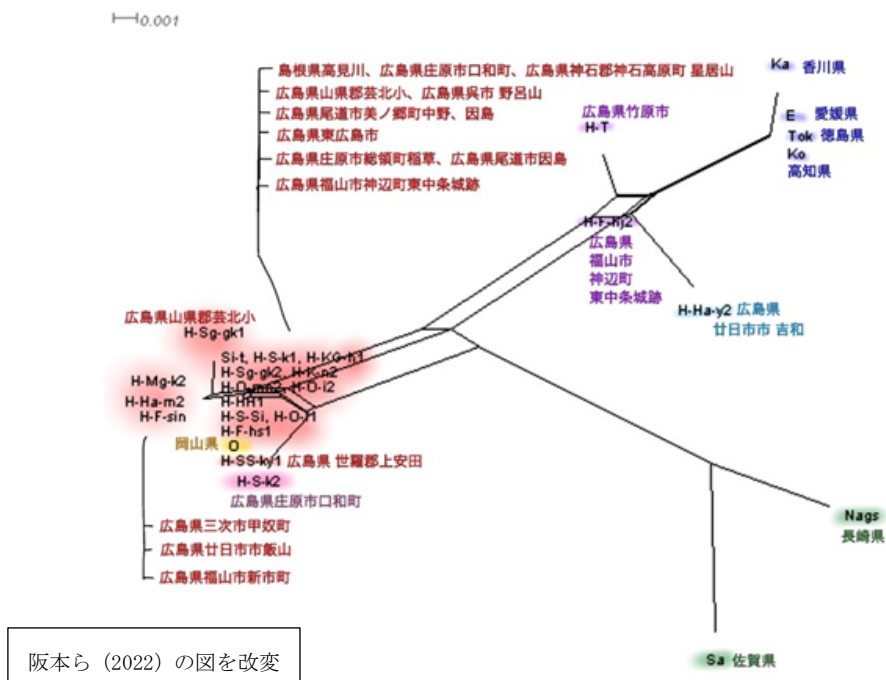 0.001
島根県高見川、広島県庄原市口和町、広島県神石郡神石高原町 星居山
広島県山県郡芸北小、広島県呉市 野呂山
広島県尾道市美ノ郷町中野、因島
広島県東広島市
広島県庄原市総領町稲草、広島県尾道市因島
広島県福山市神辺町東中条城跡
広島県竹原市
H-T
Ka 香川県
E 愛媛県
Tok 徳島県
Ko
高知県
H-F-hj2
広島県
福山市
神辺町
東中条城跡
H-Ha-y2 広島県
廿日市市 吉和
広島県山県郡芸北小
H-Sg-gk1
Si-t, H-S-k1, H-KG-h1
H-Sg-gk2, H-K-n2
H-O-mn2, H-O-i2
H-HH1
H-S-Si, H-O-i1
H-F-hs1
H-Mg-k2
H-Ha-m2
H-F-sin
岡山県 O
H-SS-ky1 広島県 世羅郡上安田
H-S-k2
広島県庄原市口和町
広島県三次市甲奴町
広島県廿日市市飯山
広島県福山市新市町
Nags
長崎県
Sa 佐賀県
阪本ら（2022）の図を改変